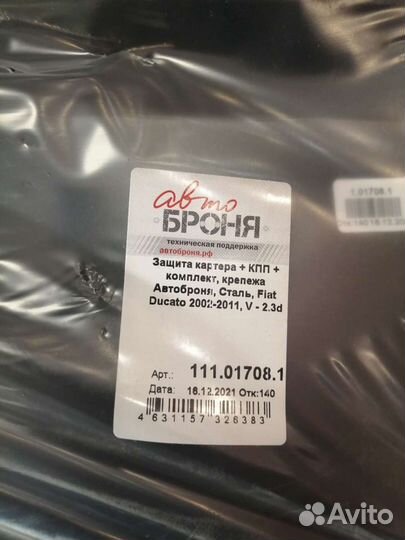 авто
БРОНЯ
техническая поддержка
автоброня.рф
Защита картера + КПП +
комплект, крепежа
Автоброня, Сталь, Fiat
Ducato 2002-2011, V - 2.3d
Арт.: 111.01708.1
Дата: 16.12.2021 Отк:140
4 631157 326383
1.01708.1
Avito